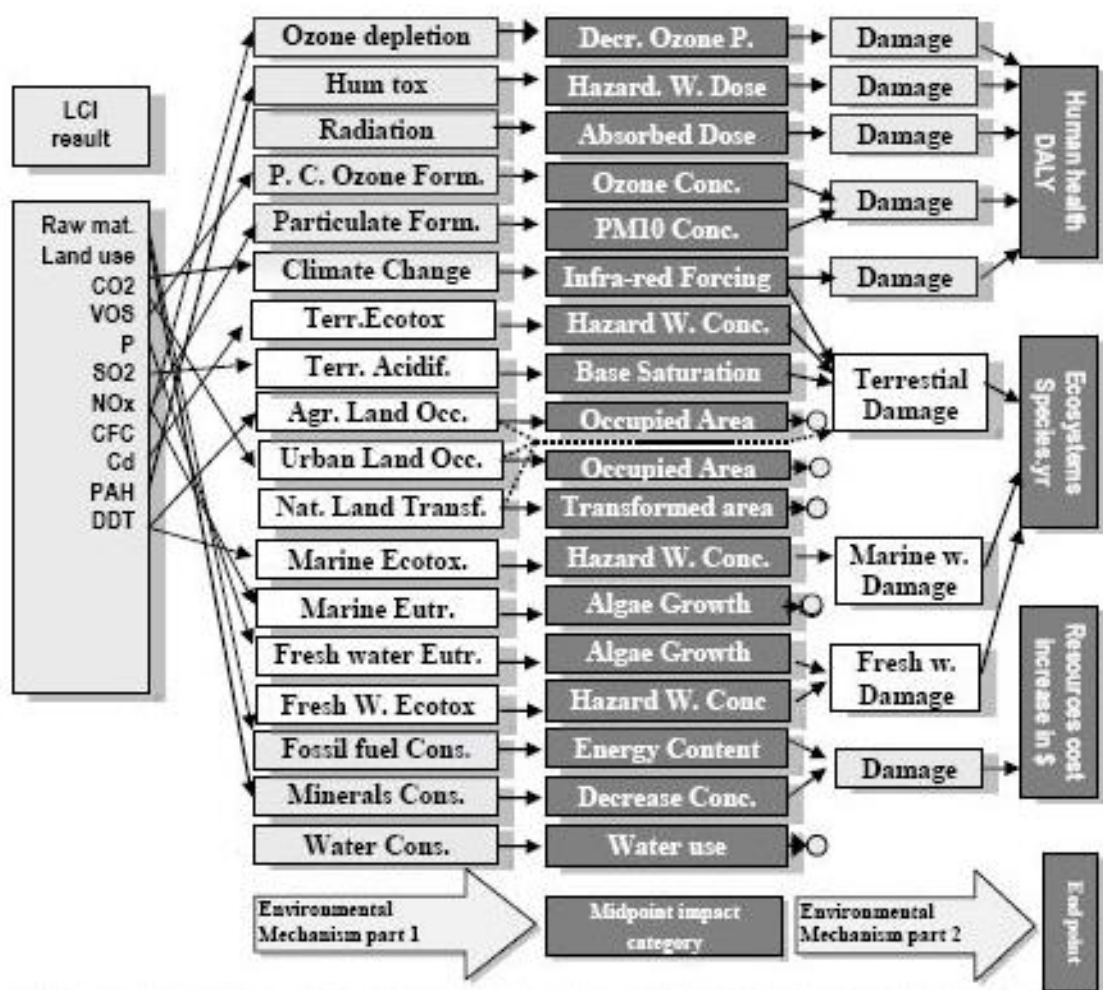 LCI
result
Raw mat.
Land use
CO2
VOS
P
SO2
NOx
CFC
Cd
PAH
DDT
Ozone depletion
Hum tox
Radiation
P. C. Ozone Form.
Particulate Form.
Climate Change
Terr.Ecotox
Terr. Acidif.
Agr. Land Occ.
Urban Land Occ.
Nat. Land Transf.
Marine Ecotox.
Marine Eutr.
Fresh water Eutr.
Fresh W. Ecotox
Fossil fuel Cons.
Minerals Cons.
Water Cons.
Decr. Ozone P.
Hazard. W. Dose
Absorbed Dose
Ozone Conc.
PM10 Conc.
Infra-red Forcing
Hazard W. Conc.
Base Saturation
Occupied Area
Occupied Area
Transformed area
Hazard W. Conc.
Algae Growth
Algae Growth
Hazard W. Conc
Energy Content
Decrease Conc.
Water use
Damage
Damage
Damage
Damage
Damage
Terrestial
Damage
Marine w.
Damage
Fresh w.
Damage
Damage
Human health
DALY
Ecosystems
Species.yr
Resources cost
increase in $
Environmental
Mechanism part 1
Midpoint impact
category
Environmental
Mechanism part 2
Endpoint